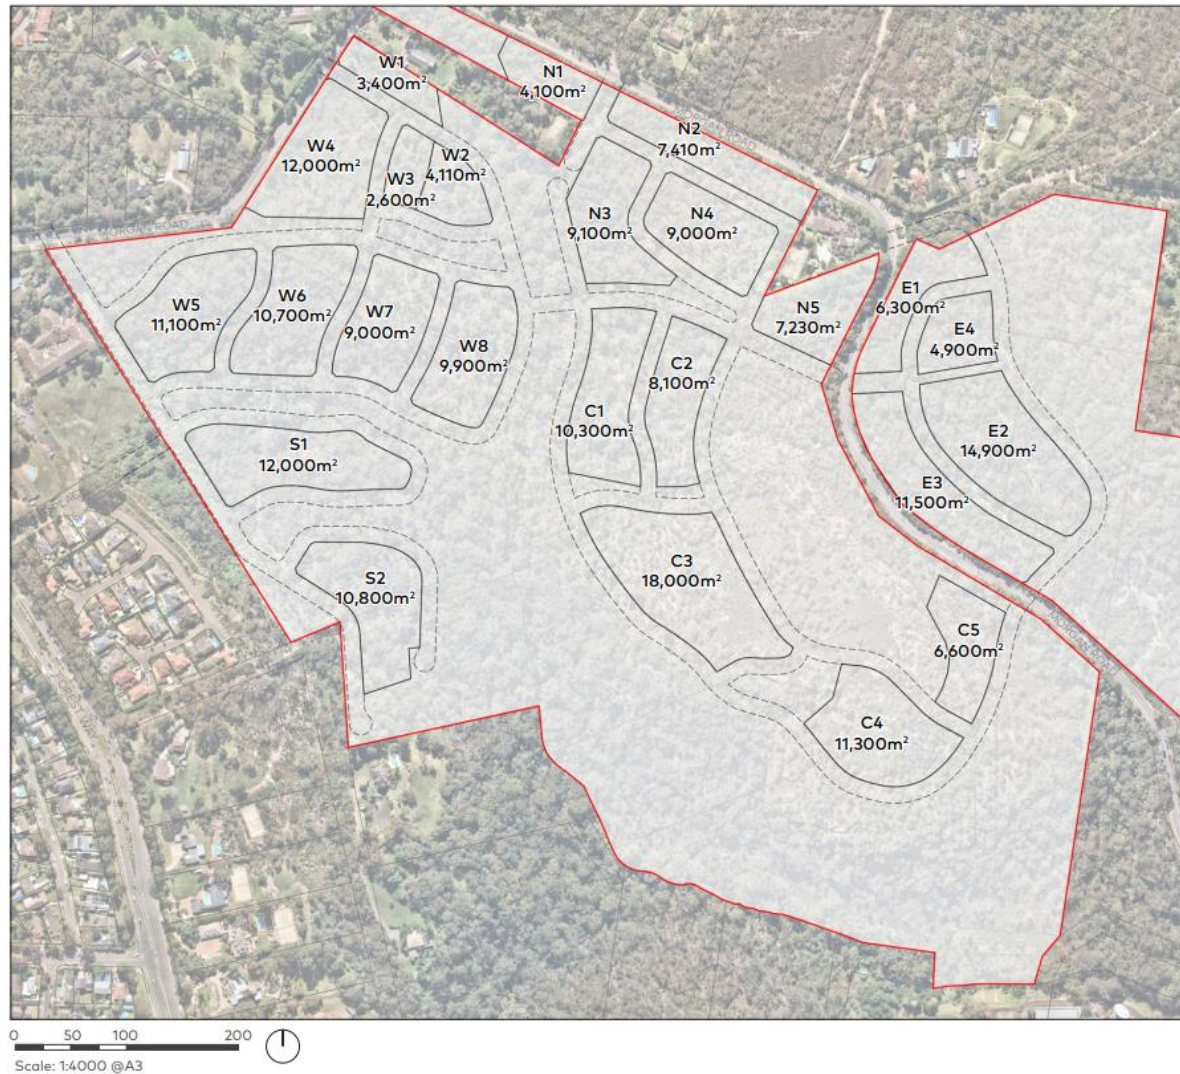 W1
3,400m²
N1
4,100m²
N2
7,410m²
ROAD
W4
12,000m²
W2
4,110m²
W3
2,600m²
N3
9,100m²
N4
9,000m²
MORGAN ROAD
W5
11,100m²
W6
10,700m²
W7
9,000m²
W8
9,900m²
N5
7,230m²
E1
6,300m²
E4
4,900m²
C2
8,100m²
C1
10,300m²
S1
12,000m²
E2
14,900m²
E3
11,500m²
C3
18,000m²
S2
10,800m²
C5
6,600m²
MORGAN ROAD
C4
11,300m²
0 50 100 200
Scale: 1:4000 @A3